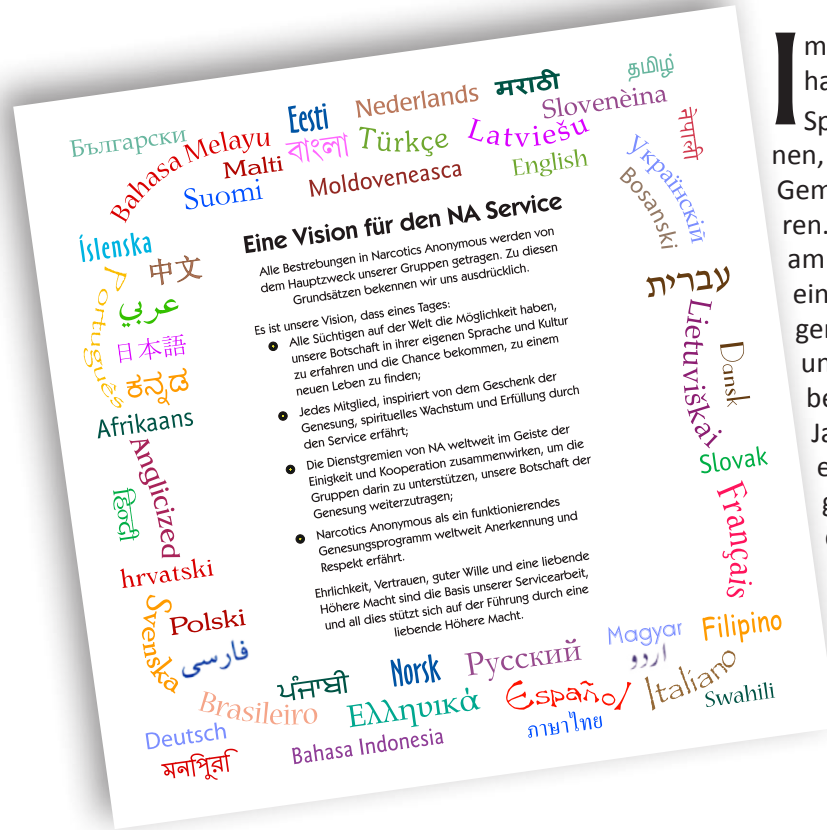 தமிழ்
मराठी
Nederlands
Slovenèina
Eesti
नेपाली
Български
Bahasa Melayu
বাংলা
Türkçe
Latviešu
Malti
English
Українскій
Suomi
Moldoveneasca
Bosanski
Íslenska
中文
Português
عربي
日本語
ಕನ್ನಡ
Afrikaans
Anglicized
हिन्दी
hrvatski
Svenska
Polski
فارسی
Eine Vision für den NA Service
Alle Bestrebungen in Narcotics Anonymous werden von
dem Hauptzweck unserer Gruppen getragen. Zu diesen
Grundsätzen bekennen wir uns ausdrücklich.
Es ist unsere Vision, dass eines Tages:
Alle Süchtigen auf der Welt die Möglichkeit haben,
unsere Botschaft in ihrer eigenen Sprache und Kultur
zu erfahren und die Chance bekommen, zu einem
neuen Leben zu finden;
Jedes Mitglied, inspiriert von dem Geschenk der
Genesung, spirituelles Wachstum und Erfüllung durch
den Service erfährt;
Die Dienstgremien von NA weltweit im Geiste der
Einigkeit und Kooperation zusammenwirken, um die
Gruppen darin zu unterstützen, unsere Botschaft der
Genesung weiterzutragen;
Narcotics Anonymous als ein funktionierendes
Genesungsprogramm weltweit Anerkennung und
Respekt erfährt.
Ehrlichkeit, Vertrauen, guter Wille und eine liebende
Höhere Macht sind die Basis unserer Servicearbeit,
und all dies stützt sich auf der Führung durch eine
liebende Höhere Macht.
עברית
Lietuviškai
Dansk
Slovak
Français
Filipino
Magyar
اردو
Русский
Norsk
ਪੰਜਾਬੀ
Italiano
Swahili
Español
Ελληνικά
Brasileiro
ภาษาไทย
Deutsch
Bahasa Indonesia
মনিপুরি
nen,
ren.
am